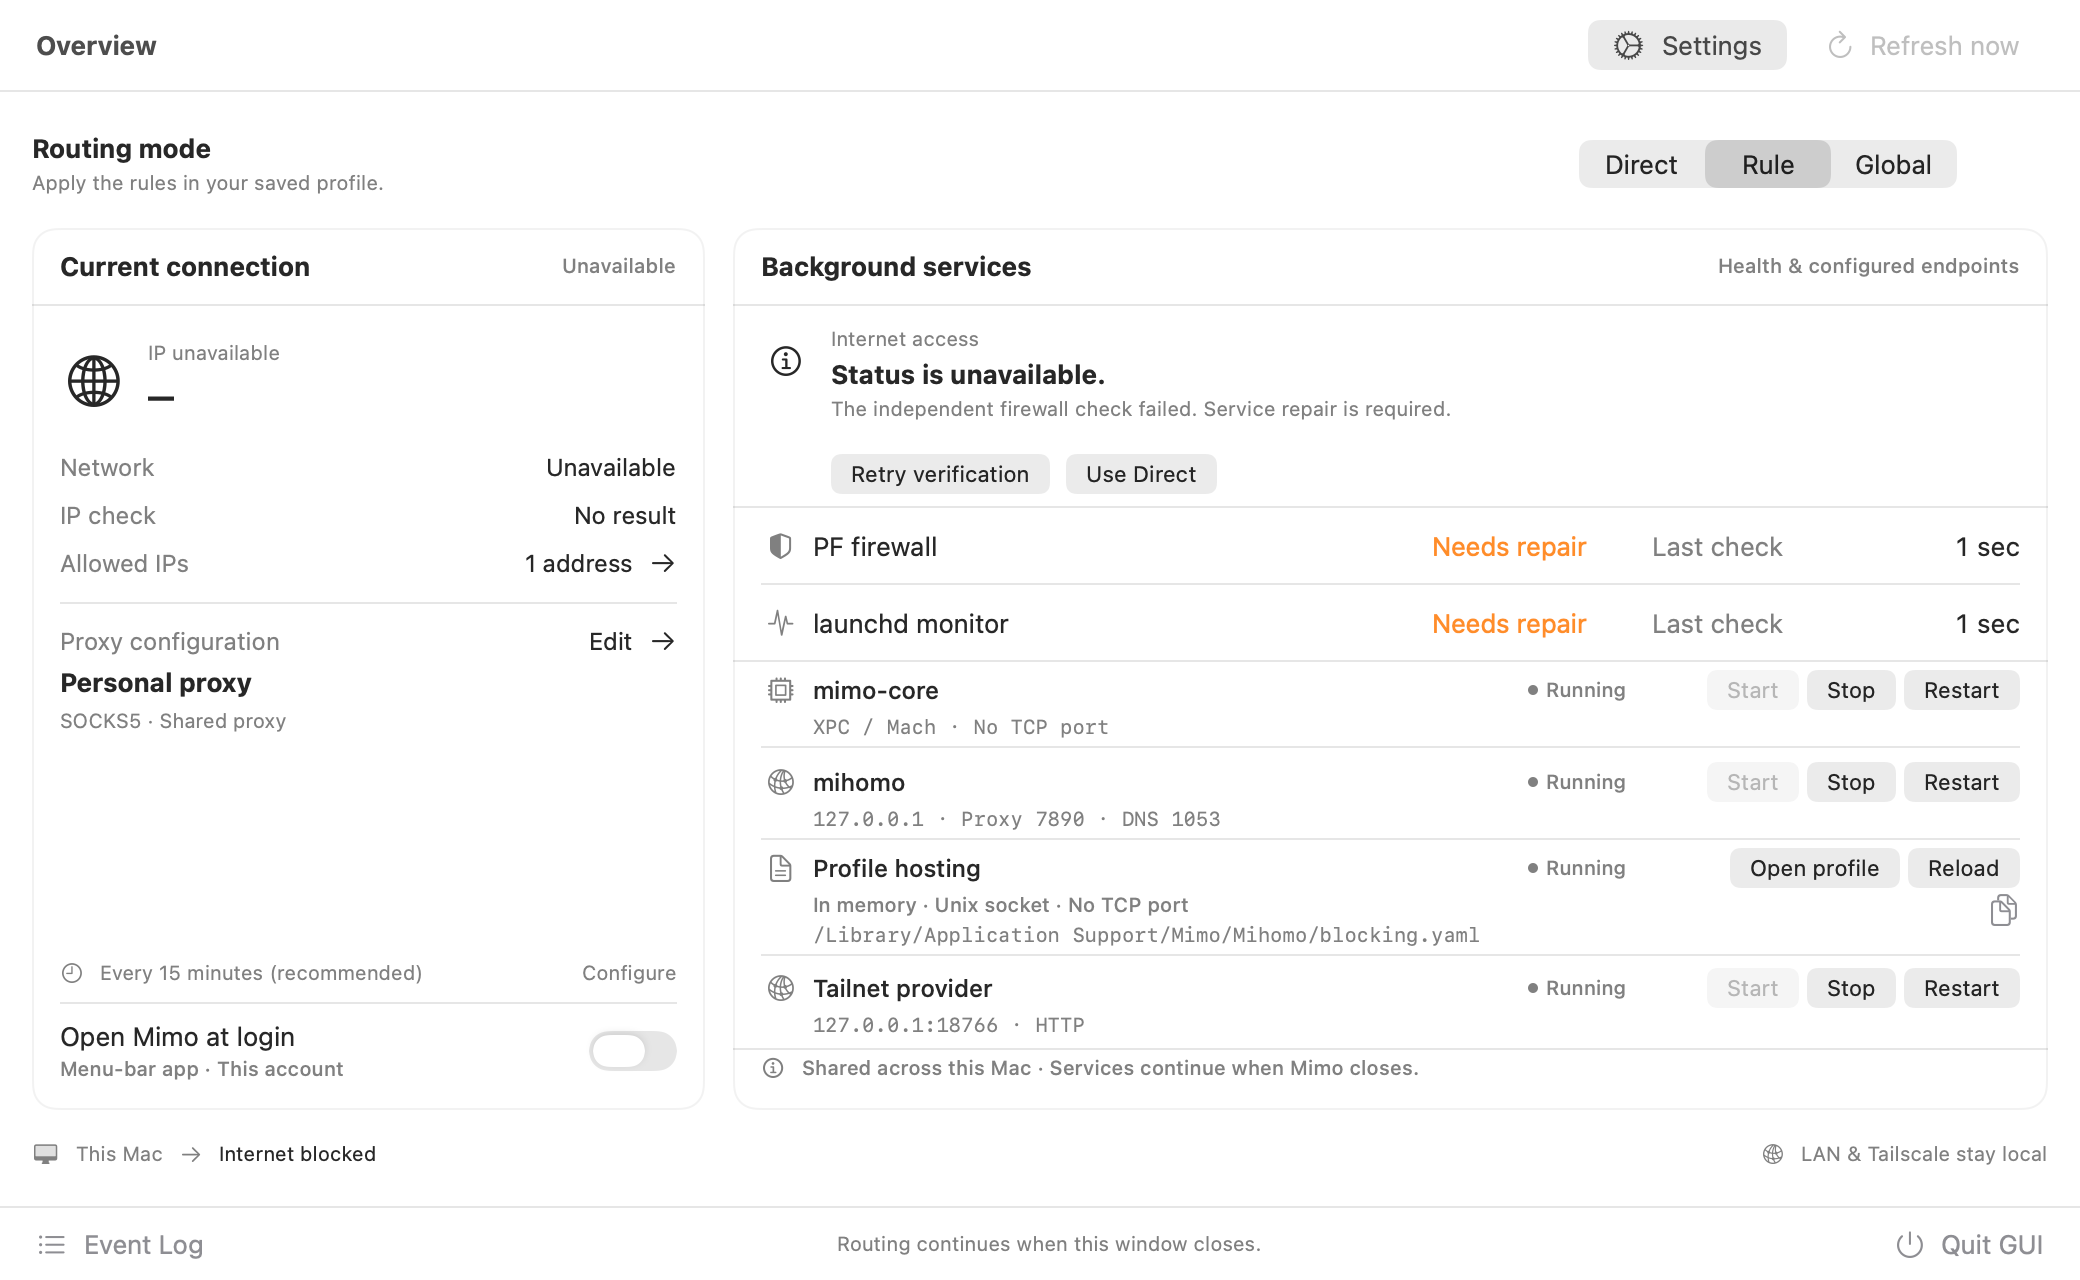 Overview
Settings
Refresh now
Routing mode
Apply the rules in your saved profile.
Direct
Rule
Global
Current connection
Unavailable
IP unavailable
—
Network
Unavailable
IP check
No result
Allowed IPs
1 address →
Proxy configuration
Edit →
Personal proxy
SOCKS5 · Shared proxy
Every 15 minutes (recommended)
Configure
Open Mimo at login
Menu-bar app · This account
Background services
Health & configured endpoints
Internet access
Status is unavailable.
The independent firewall check failed. Service repair is required.
Retry verification
Use Direct
PF firewall
Needs repair
Last check
1 sec
launchd monitor
Needs repair
Last check
1 sec
mimo-core
Running
Start
Stop
Restart
XPC / Mach · No TCP port
mihomo
Running
Start
Stop
Restart
127.0.0.1 · Proxy 7890 · DNS 1053
Profile hosting
Running
Open profile
Reload
In memory · Unix socket · No TCP port
/Library/Application Support/Mimo/Mihomo/blocking.yaml
Tailnet provider
Running
Start
Stop
Restart
127.0.0.1:18766 · HTTP
Shared across this Mac · Services continue when Mimo closes.
This Mac → Internet blocked
LAN & Tailscale stay local
Event Log
Routing continues when this window closes.
Quit GUI